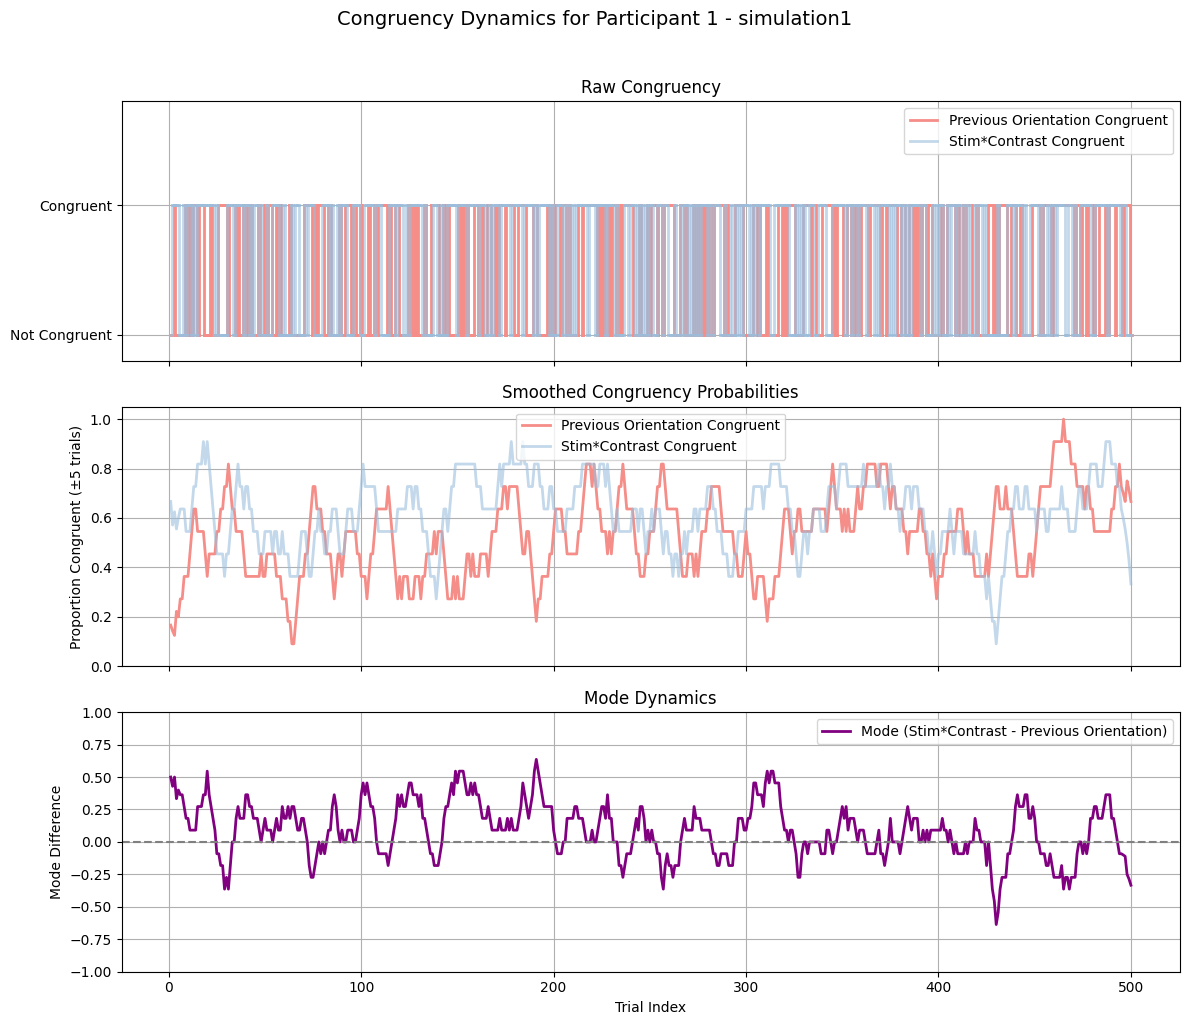 Congruency Dynamics for Participant 1 - simulation1
Raw Congruency
Previous Orientation Congruent
Stim*Contrast Congruent
Congruent
Not Congruent
Smoothed Congruency Probabilities
Previous Orientation Congruent
Stim*Contrast Congruent
Proportion Congruent (±5 trials)
1.0
0.8
0.6
0.4
0.2
0.0
Mode Dynamics
Mode (Stim*Contrast - Previous Orientation)
Mode Difference
1.00
0.75
0.50
0.25
0.00
−0.25
−0.50
−0.75
−1.00
0 100 200 300 400 500
Trial Index